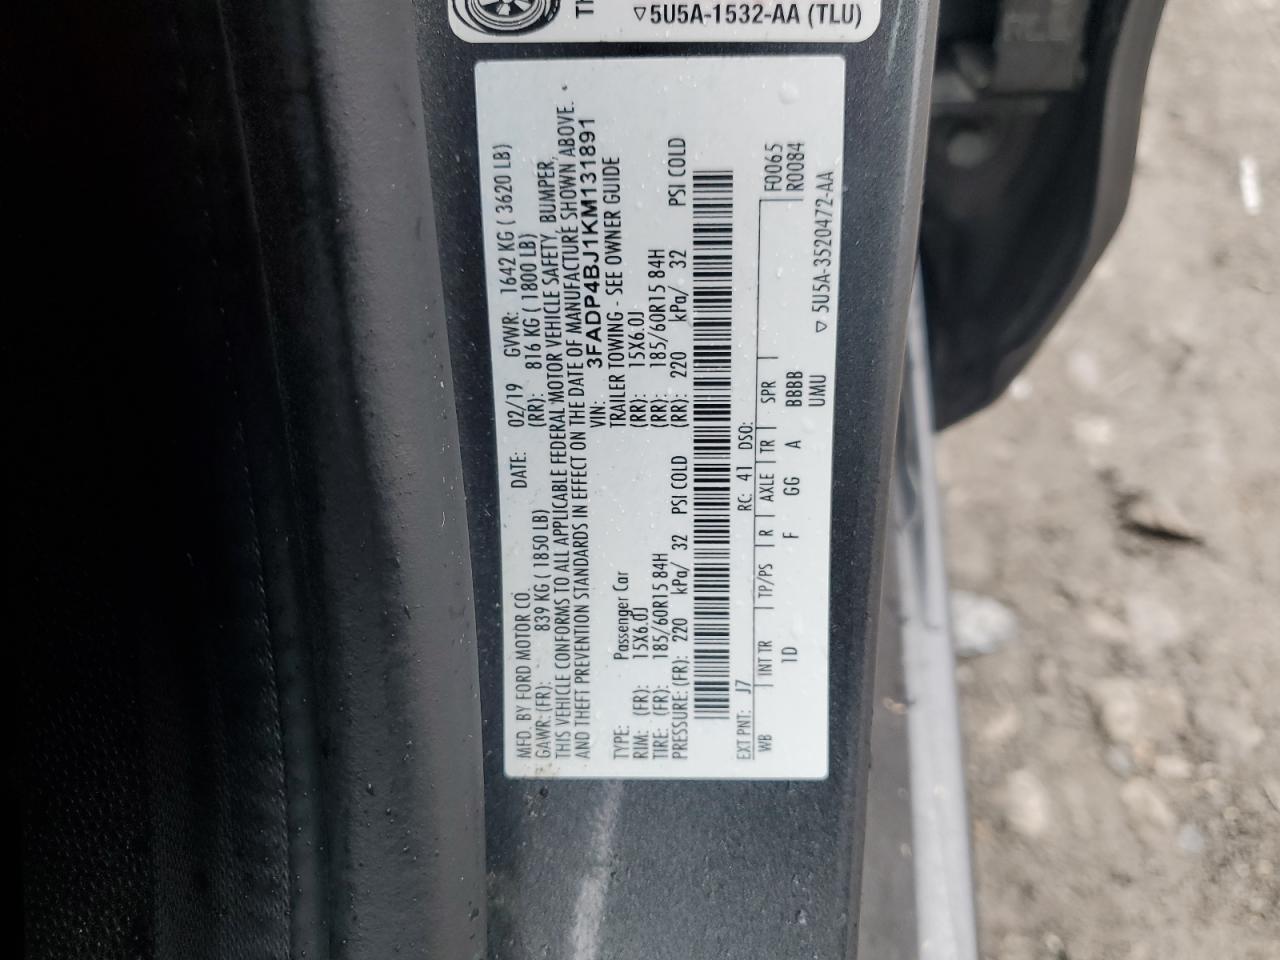 ▽5U5A-1532-AA (TLU)
MFD. BY FORD MOTOR CO.
DATE: 02/19 GVWR: 1642 KG ( 3620 LB)
GAWR: (FR): 839 KG ( 1850 LB) (RR): 816 KG ( 1800 LB)
THIS VEHICLE CONFORMS TO ALL APPLICABLE FEDERAL MOTOR VEHICLE SAFETY, BUMPER,
AND THEFT PREVENTION STANDARDS IN EFFECT ON THE DATE OF MANUFACTURE SHOWN ABOVE.
VIN: 3FADP4BJ1KM131891
TYPE: Passenger Car TRAILER TOWING - SEE OWNER GUIDE
RIM: (FR): 15X6.0J (RR): 15X6.0J
TIRE: (FR): 185/60R15 84H (RR): 185/60R15 84H
PRESSURE: (FR): 220 kPa/ 32 PSI COLD (RR): 220 kPa/ 32 PSI COLD
EXT PNT: J7 RC: 41 DSO: F0065
WB INT TR TP/PS R AXLE TR SPR R0084
1D F GG A BBBB
UMU
▽5U5A-3520472-AA